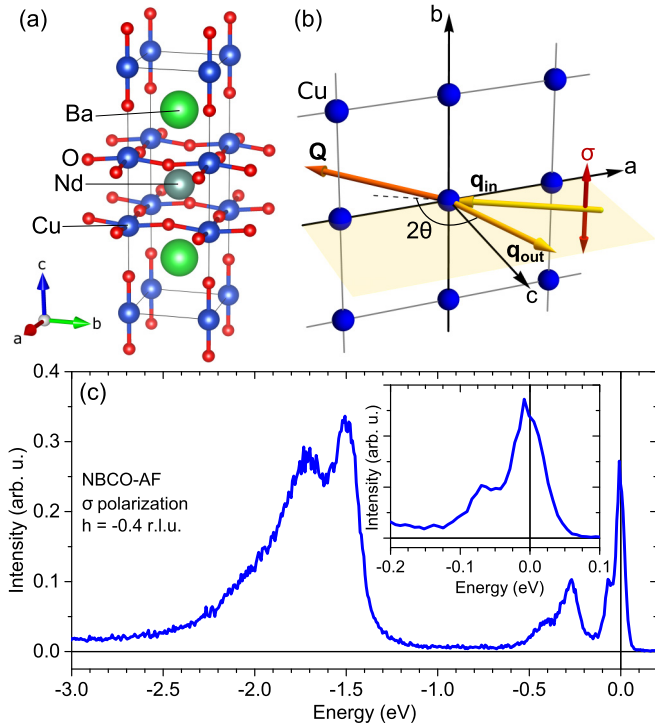 (a)
Ba
O
Nd
Cu
c
b
a
(b)
b
Cu
Q
q_in
σ
a
2θ
q_out
c
(c)
NBCO-AF
σ polarization
h = -0.4 r.l.u.
Intensity (arb. u.)
0.4
0.3
0.2
0.1
0.0
-3.0 -2.5 -2.0 -1.5 -1.0 -0.5 0.0
Energy (eV)
Intensity (arb. u.)
-0.2 -0.1 0.0 0.1
Energy (eV)